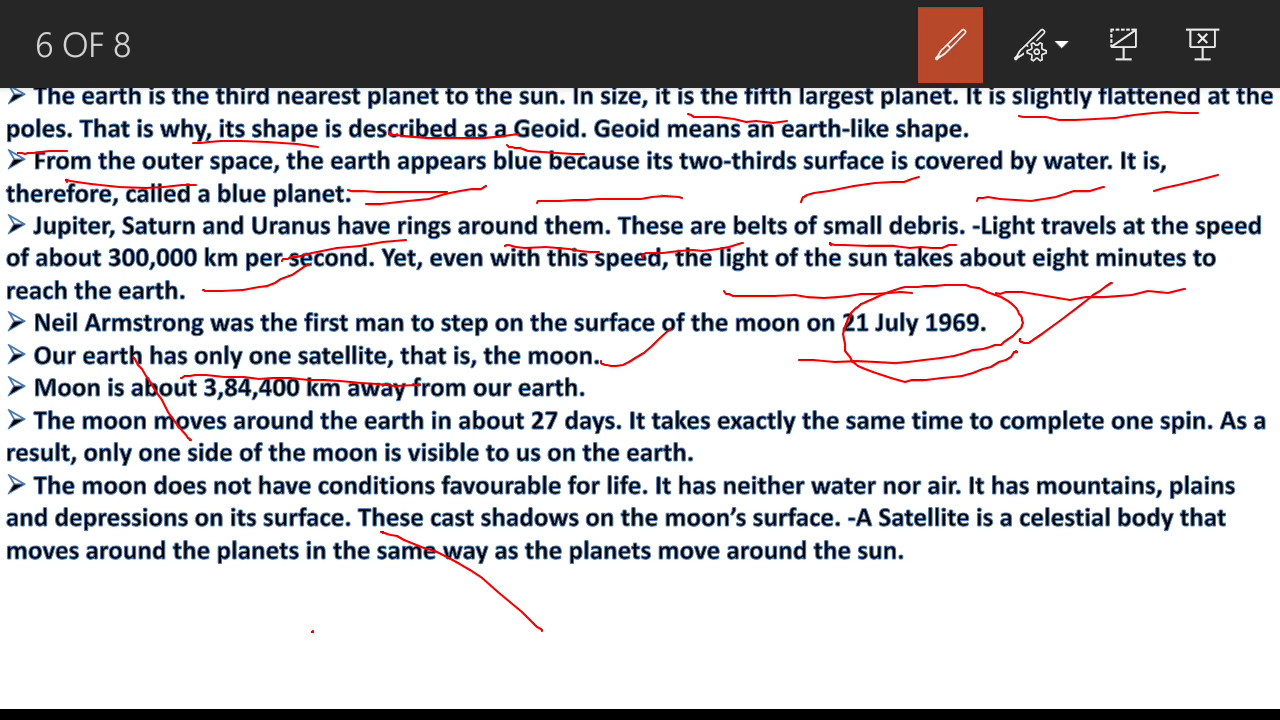 6 OF 8
➢ The earth is the third nearest planet to the sun. In size, it is the fifth largest planet. It is slightly flattened at the
poles. That is why, its shape is described as a Geoid. Geoid means an earth-like shape.
➢ From the outer space, the earth appears blue because its two-thirds surface is covered by water. It is,
therefore, called a blue planet.
➢ Jupiter, Saturn and Uranus have rings around them. These are belts of small debris. -Light travels at the speed
of about 300,000 km per second. Yet, even with this speed, the light of the sun takes about eight minutes to
reach the earth.
➢ Neil Armstrong was the first man to step on the surface of the moon on 21 July 1969.
➢ Our earth has only one satellite, that is, the moon.
➢ Moon is about 3,84,400 km away from our earth.
➢ The moon moves around the earth in about 27 days. It takes exactly the same time to complete one spin. As a
result, only one side of the moon is visible to us on the earth.
➢ The moon does not have conditions favourable for life. It has neither water nor air. It has mountains, plains
and depressions on its surface. These cast shadows on the moon’s surface. -A Satellite is a celestial body that
moves around the planets in the same way as the planets move around the sun.